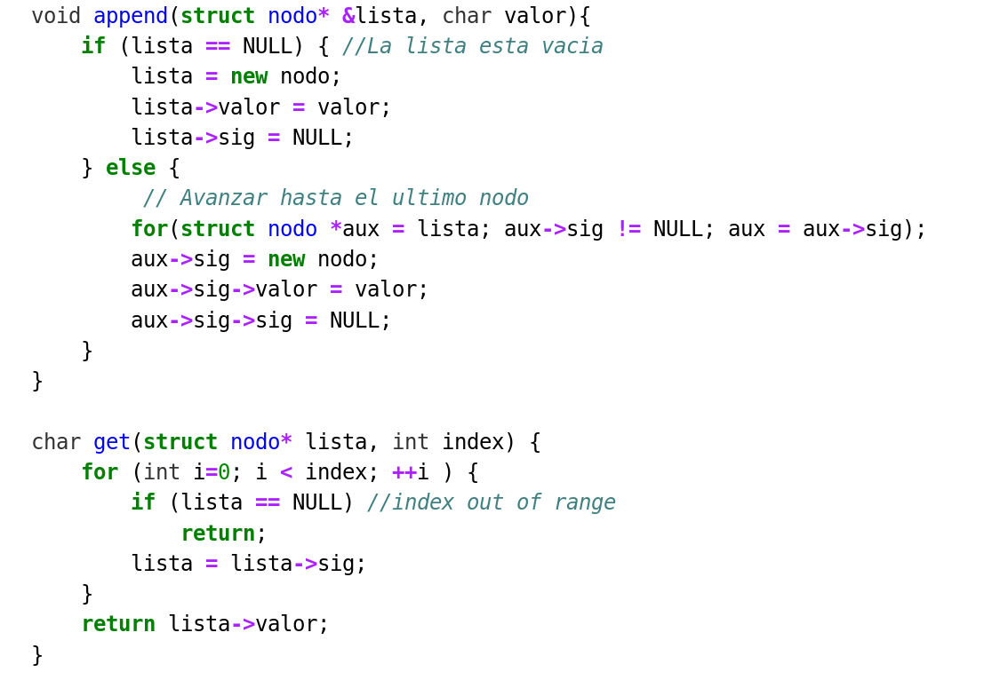 void append(struct nodo* &lista, char valor){
    if (lista == NULL) { //La lista esta vacia
        lista = new nodo;
        lista->valor = valor;
        lista->sig = NULL;
    } else {
         // Avanzar hasta el ultimo nodo
        for(struct nodo *aux = lista; aux->sig != NULL; aux = aux->sig);
        aux->sig = new nodo;
        aux->sig->valor = valor;
        aux->sig->sig = NULL;
    }
}

char get(struct nodo* lista, int index) {
    for (int i=0; i < index; ++i ) {
        if (lista == NULL) //index out of range
            return;
        lista = lista->sig;
    }
    return lista->valor;
}